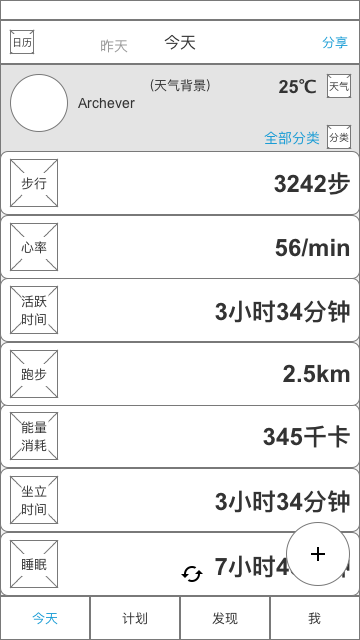 日历 昨天 今天 分享
(天气背景) 25℃ 天气
Archever
全部分类 分类
步行 3242步
心率 56/min
活跃
时间
3小时34分钟
跑步 2.5km
能量
消耗
345千卡
坐立
时间
3小时34分钟
睡眠 7小时4
+
今天 计划 发现 我